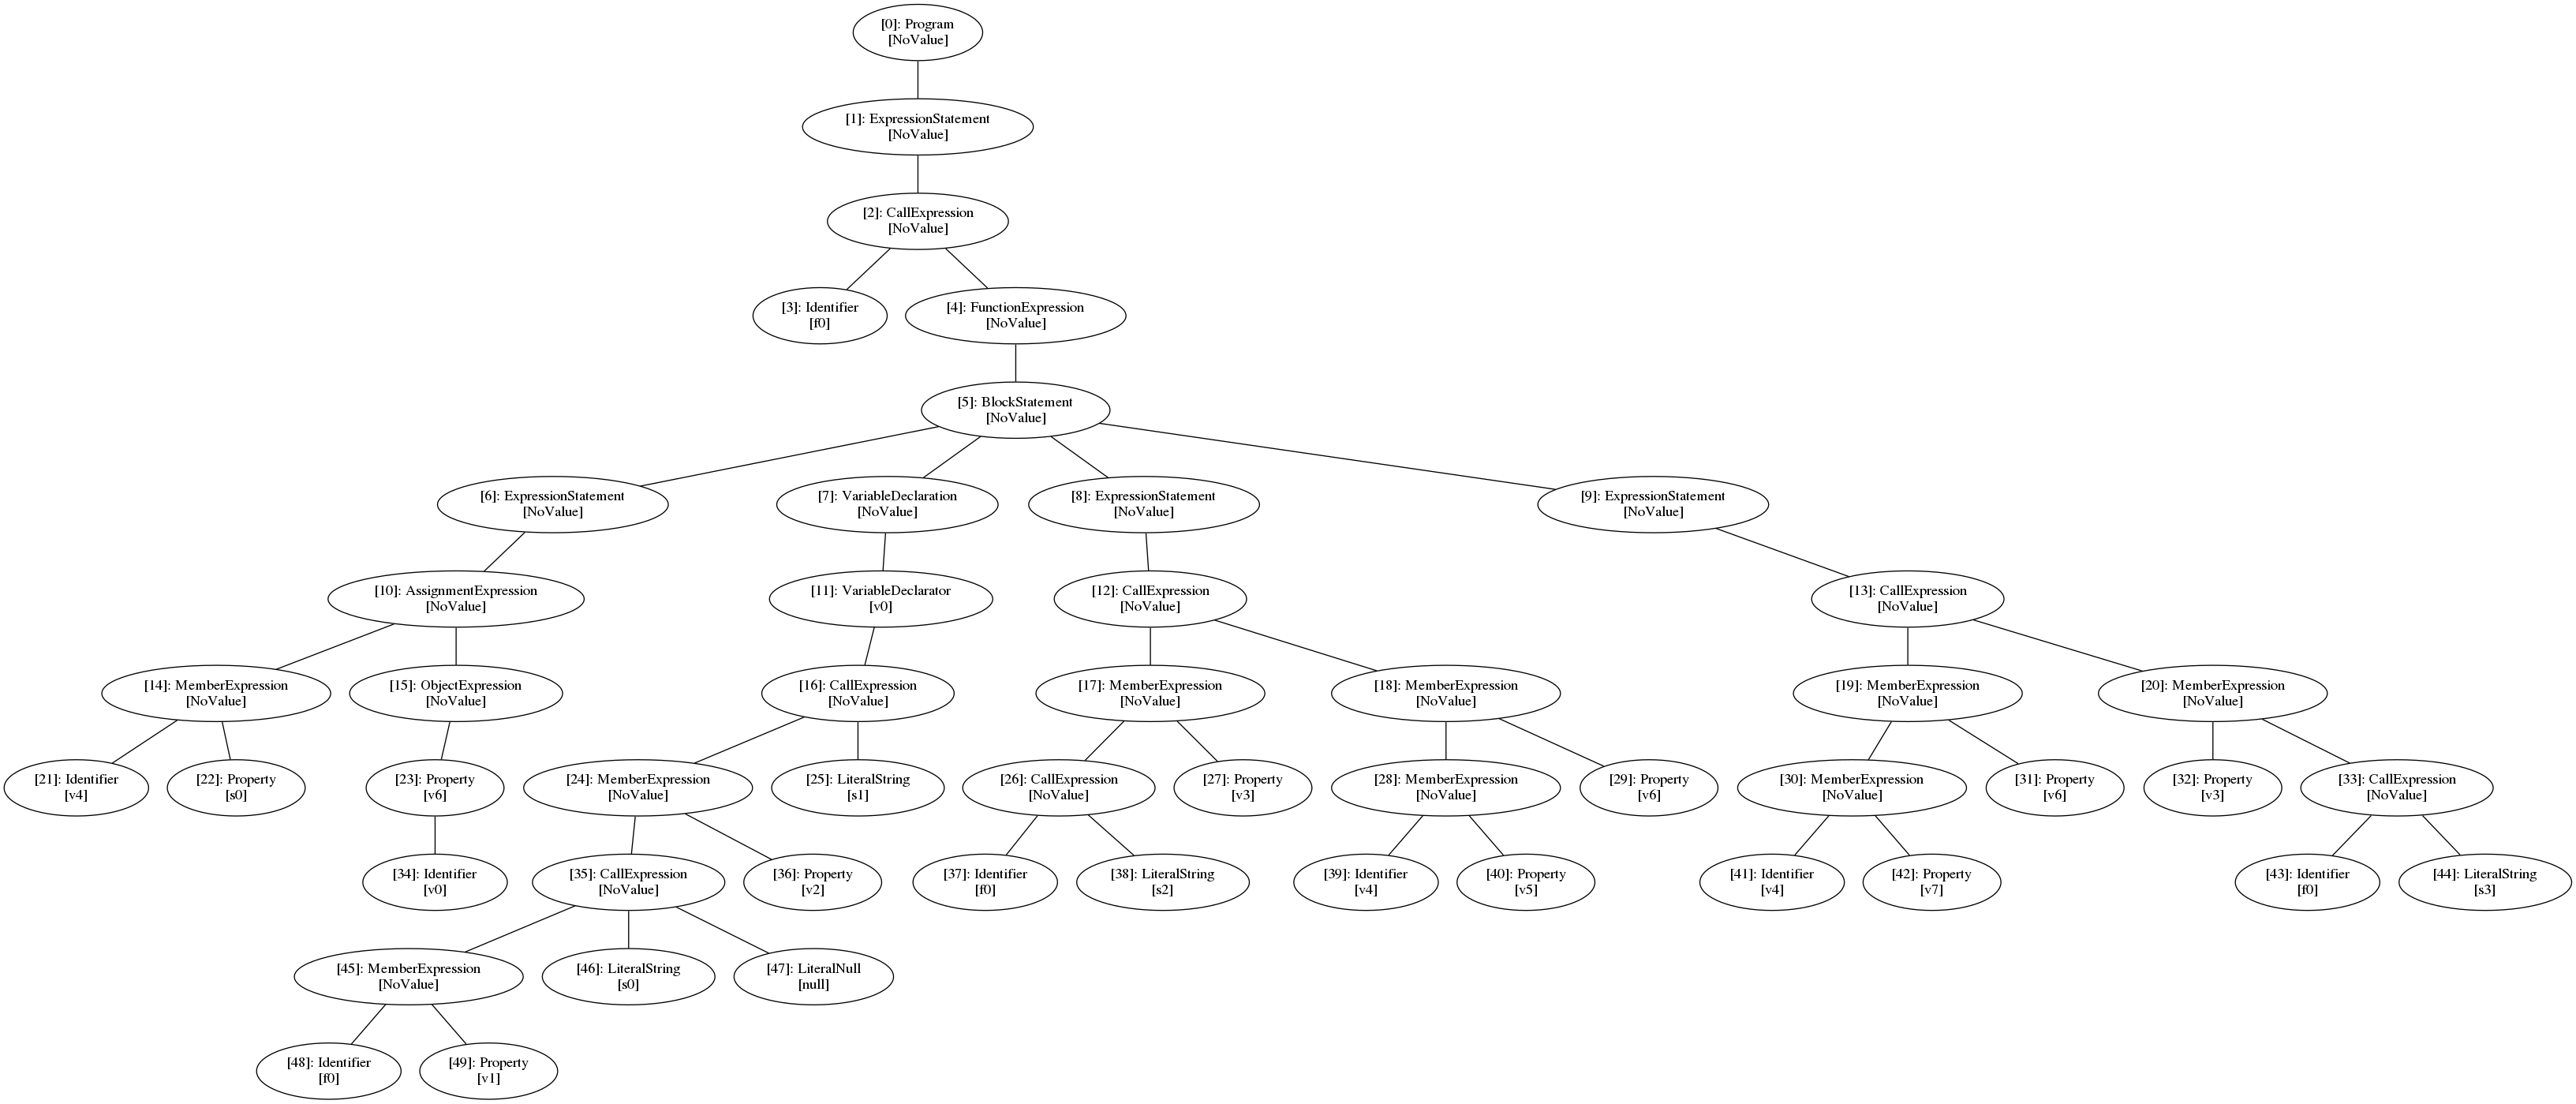 [0]: Program
[NoValue]
[1]: ExpressionStatement
[NoValue]
[2]: CallExpression
[NoValue]
[3]: Identifier
[f0]
[4]: FunctionExpression
[NoValue]
[5]: BlockStatement
[NoValue]
[6]: ExpressionStatement
[NoValue]
[7]: VariableDeclaration
[NoValue]
[8]: ExpressionStatement
[NoValue]
[9]: ExpressionStatement
[NoValue]
[10]: AssignmentExpression
[NoValue]
[11]: VariableDeclarator
[v0]
[12]: CallExpression
[NoValue]
[13]: CallExpression
[NoValue]
[14]: MemberExpression
[NoValue]
[15]: ObjectExpression
[NoValue]
[16]: CallExpression
[NoValue]
[17]: MemberExpression
[NoValue]
[18]: MemberExpression
[NoValue]
[19]: MemberExpression
[NoValue]
[20]: MemberExpression
[NoValue]
[21]: Identifier
[v4]
[22]: Property
[s0]
[23]: Property
[v6]
[24]: MemberExpression
[NoValue]
[25]: LiteralString
[s1]
[26]: CallExpression
[NoValue]
[27]: Property
[v3]
[28]: MemberExpression
[NoValue]
[29]: Property
[v6]
[30]: MemberExpression
[NoValue]
[31]: Property
[v6]
[32]: Property
[v3]
[33]: CallExpression
[NoValue]
[34]: Identifier
[v0]
[35]: CallExpression
[NoValue]
[36]: Property
[v2]
[37]: Identifier
[f0]
[38]: LiteralString
[s2]
[39]: Identifier
[v4]
[40]: Property
[v5]
[41]: Identifier
[v4]
[42]: Property
[v7]
[43]: Identifier
[f0]
[44]: LiteralString
[s3]
[45]: MemberExpression
[NoValue]
[46]: LiteralString
[s0]
[47]: LiteralNull
[null]
[48]: Identifier
[f0]
[49]: Property
[v1]